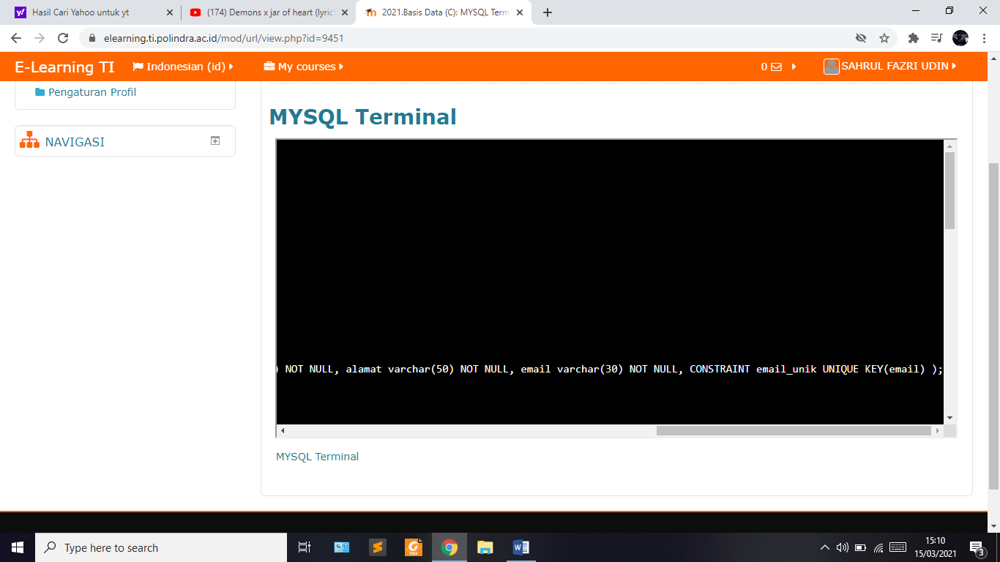 Hasil Cari Yahoo untuk yt
(174) Demons x jar of heart (lyric
2021.Basis Data (C): MYSQL Term
elearning.ti.polindra.ac.id/mod/url/view.php?id=9451
E-Learning TI
Indonesian (id)
My courses
0
SAHRUL FAZRI UDIN
Pengaturan Profil
NAVIGASI
MYSQL Terminal
) NOT NULL, alamat varchar(50) NOT NULL, email varchar(30) NOT NULL, CONSTRAINT email_unik UNIQUE KEY(email) );
MYSQL Terminal
Type here to search
15:10
15/03/2021
3